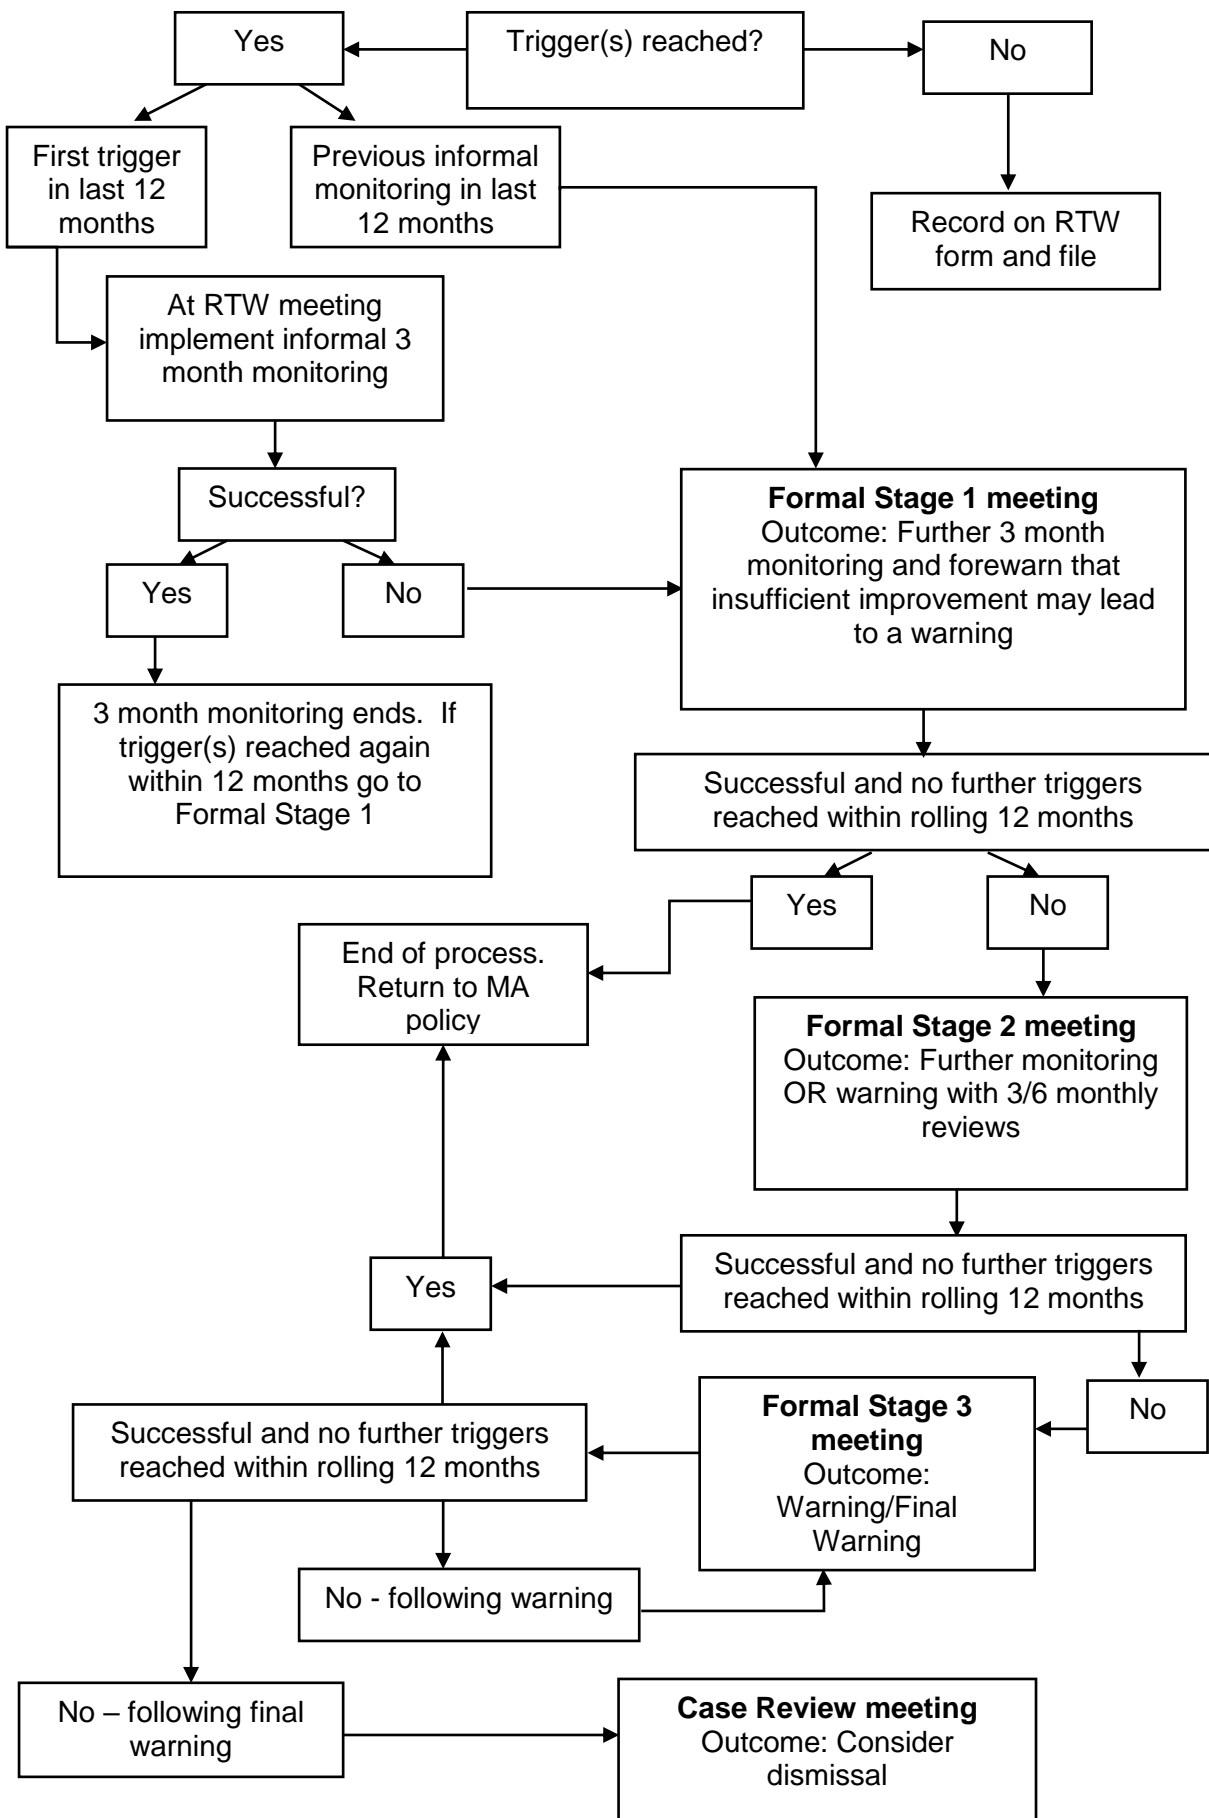 Yes
Trigger(s) reached?
No
First trigger
in last 12
months
Previous informal
monitoring in last
12 months
Record on RTW
form and file
At RTW meeting
implement informal 3
month monitoring
Successful?
Yes
No
Formal Stage 1 meeting
Outcome: Further 3 month
monitoring and forewarn that
insufficient improvement may lead
to a warning
3 month monitoring ends.  If
trigger(s) reached again
within 12 months go to
Formal Stage 1
Successful and no further triggers
reached within rolling 12 months
Yes
No
End of process.
Return to MA
policy
Formal Stage 2 meeting
Outcome: Further monitoring
OR warning with 3/6 monthly
reviews
Yes
Successful and no further triggers
reached within rolling 12 months
No
Formal Stage 3
meeting
Outcome:
Warning/Final
Warning
Successful and no further triggers
reached within rolling 12 months
No - following warning
No – following final
warning
Case Review meeting
Outcome: Consider
dismissal